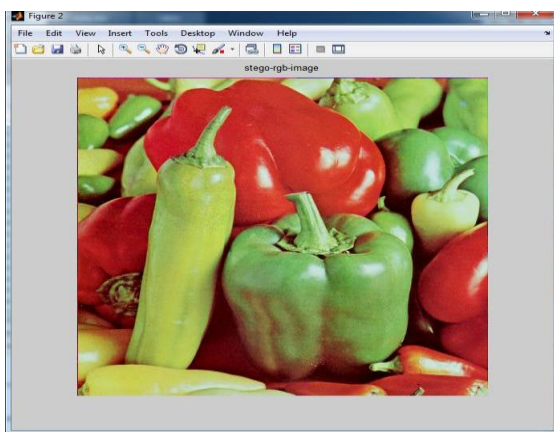 Figure 2
File Edit View Insert Tools Desktop Window Help
stego-rgb-image